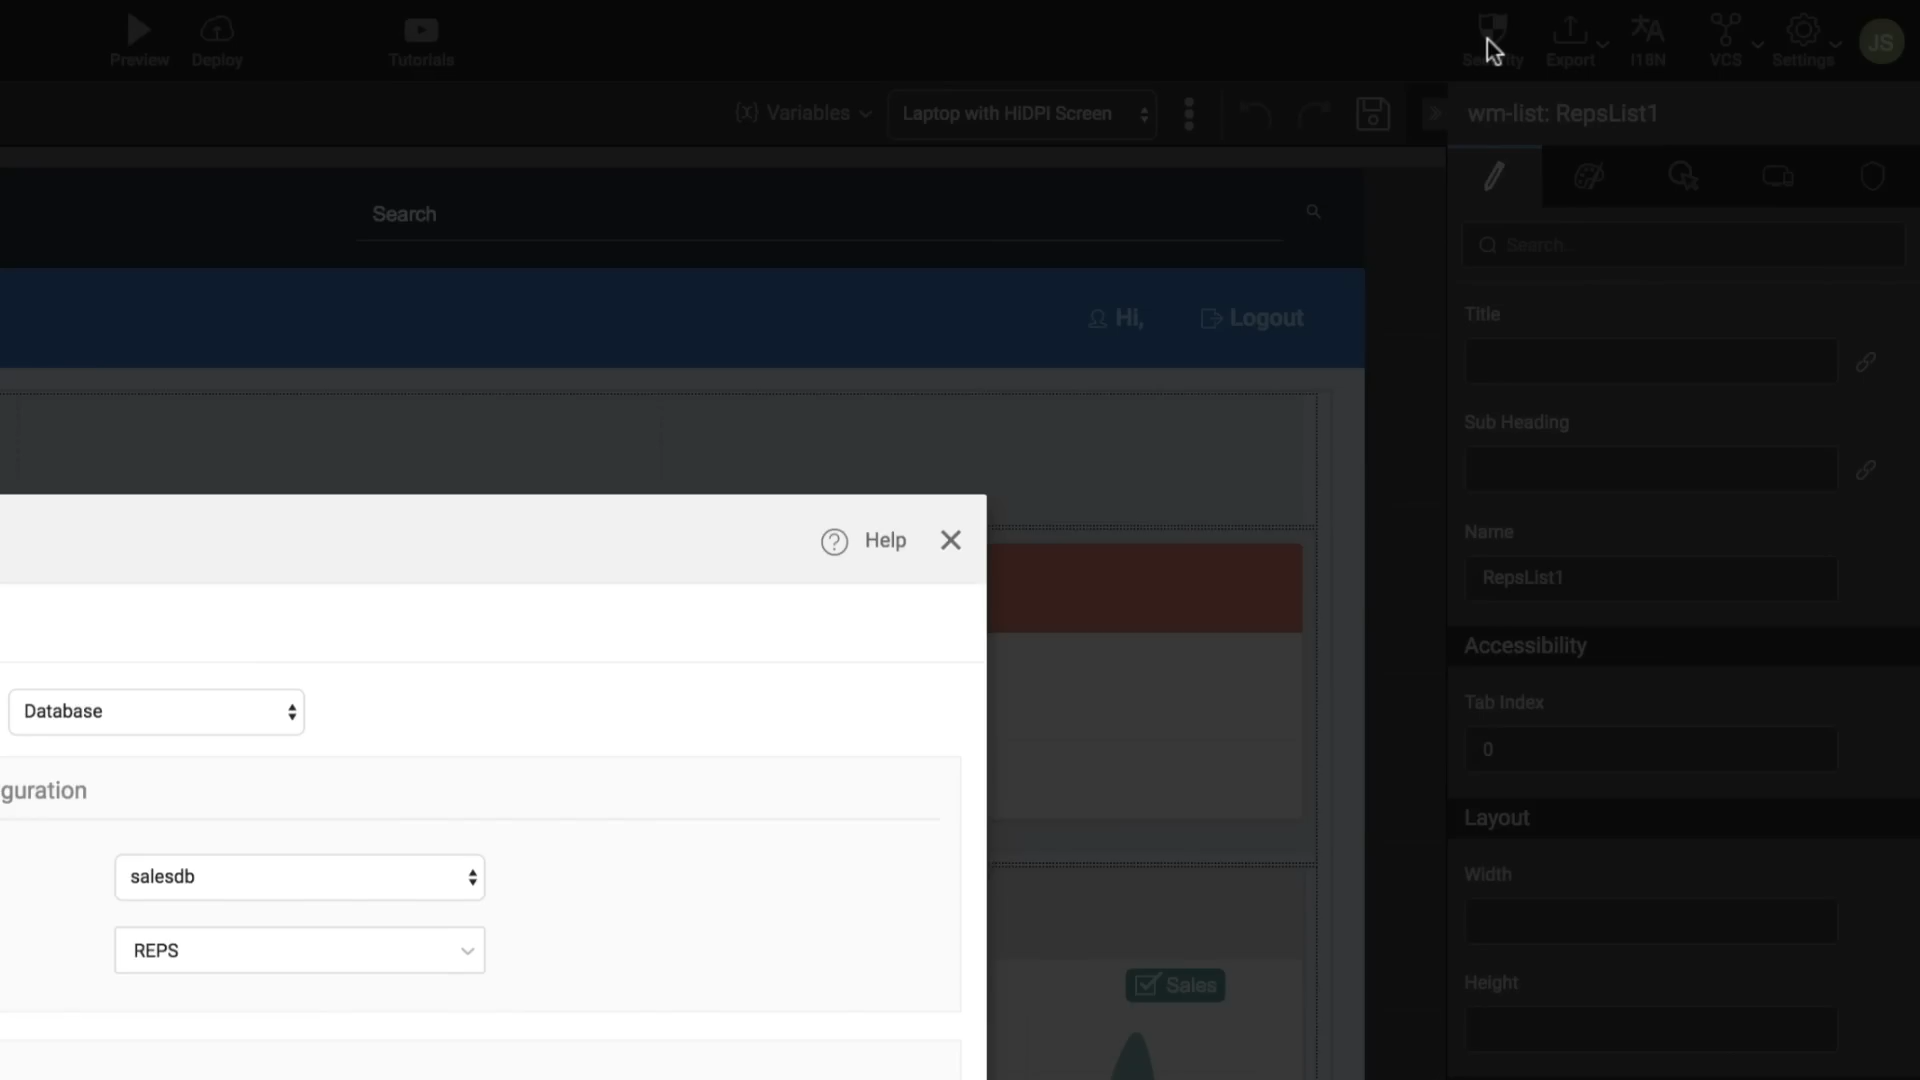 Preview
Deploy
Tutorials
Security
Export
I18N
VCS
Settings
JS
{x} Variables
Laptop with HiDPI Screen
wm-list: RepsList1
Search
Search...
Hi,
Logout
Title
Sub Heading
Name
RepsList1
? Help
Accessibility
Tab Index
0
Database
guration
Layout
salesdb
Width
REPS
Height
Sales